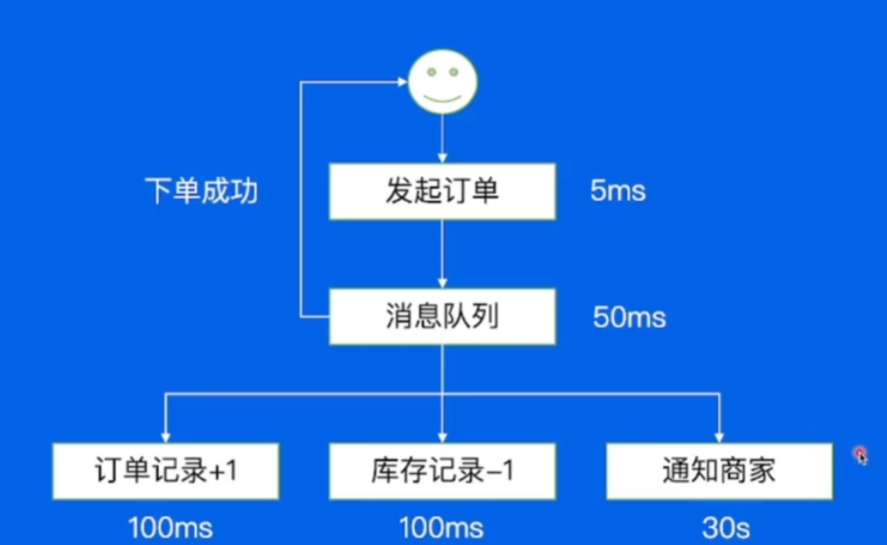 下单成功
发起订单
5ms
消息队列
50ms
订单记录+1
库存记录-1
通知商家
100ms
100ms
30s